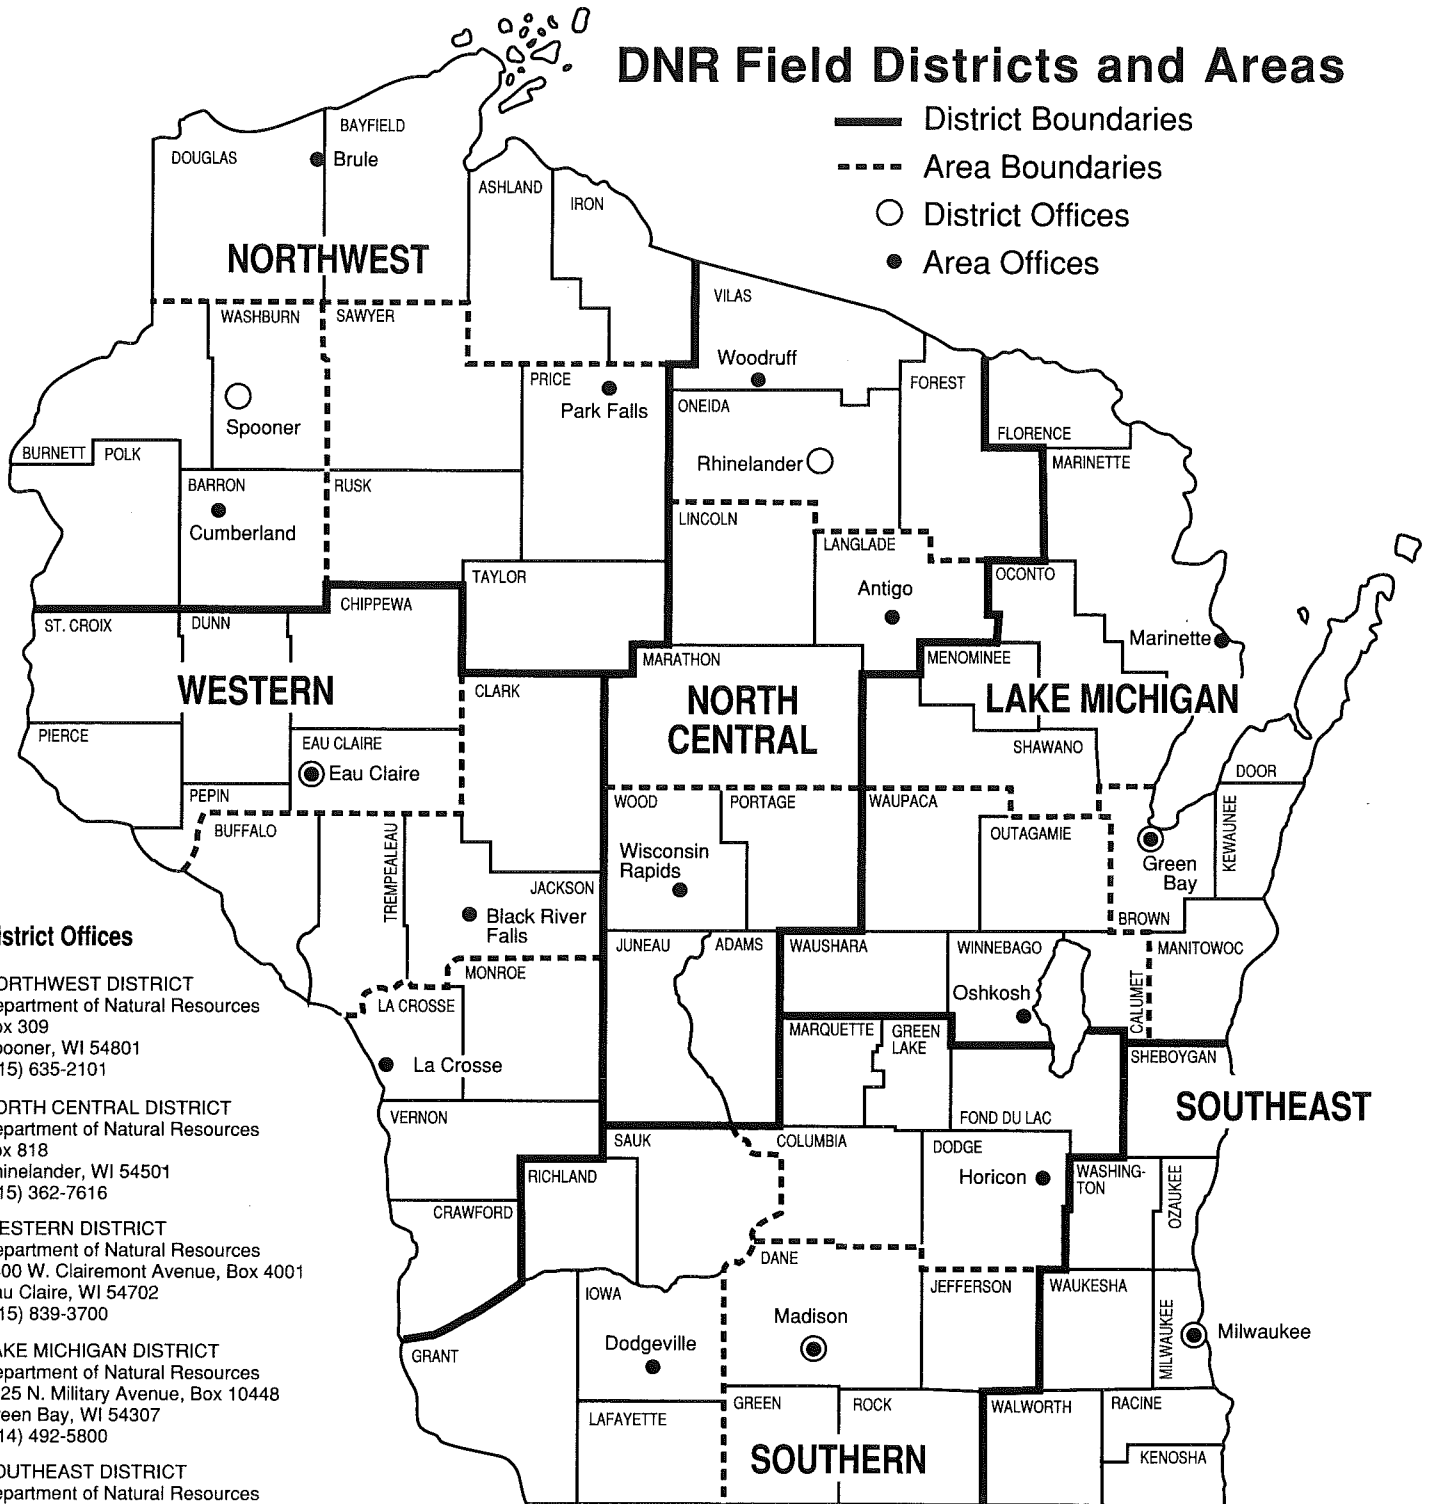 DNR Field Districts and Areas
District Boundaries
Area Boundaries
District Offices
Area Offices
BAYFIELD
DOUGLAS
Brule
ASHLAND
IRON
NORTHWEST
VILAS
WASHBURN
SAWYER
Woodruff
PRICE
FOREST
Park Falls
ONEIDA
Spooner
FLORENCE
BURNETT
POLK
MARINETTE
Rhinelander
BARRON
RUSK
LINCOLN
Cumberland
LANGLADE
TAYLOR
OCONTO
Antigo
CHIPPEWA
ST. CROIX
DUNN
Marinette
MARATHON
MENOMINEE
WESTERN
CLARK
NORTH
CENTRAL
LAKE MICHIGAN
PIERCE
EAU CLAIRE
SHAWANO
Eau Claire
DOOR
PEPIN
WOOD
PORTAGE
WAUPACA
BUFFALO
TREMPEALEAU
OUTAGAMIE
KEWAUNEE
Wisconsin
Rapids
Green
Bay
JACKSON
Black River
Falls
BROWN
JUNEAU
ADAMS
WAUSHARA
WINNEBAGO
MANITOWOC
MONROE
Oshkosh
CALUMET
LA CROSSE
MARQUETTE
GREEN
LAKE
SHEBOYGAN
La Crosse
SOUTHEAST
VERNON
FOND DU LAC
SAUK
COLUMBIA
DODGE
RICHLAND
Horicon
WASHING-
TON
OZAUKEE
CRAWFORD
DANE
IOWA
JEFFERSON
WAUKESHA
Madison
MILWAUKEE
Milwaukee
Dodgeville
GRANT
LAFAYETTE
GREEN
ROCK
WALWORTH
RACINE
SOUTHERN
KENOSHA
istrict Offices
ORTHWEST DISTRICT
epartment of Natural Resources
ox 309
pooner, WI 54801
15) 635-2101
ORTH CENTRAL DISTRICT
epartment of Natural Resources
ox 818
hinelander, WI 54501
15) 362-7616
ESTERN DISTRICT
epartment of Natural Resources
00 W. Clairemont Avenue, Box 4001
au Claire, WI 54702
15) 839-3700
AKE MICHIGAN DISTRICT
epartment of Natural Resources
25 N. Military Avenue, Box 10448
reen Bay, WI 54307
14) 492-5800
OUTHEAST DISTRICT
epartment of Natural Resources